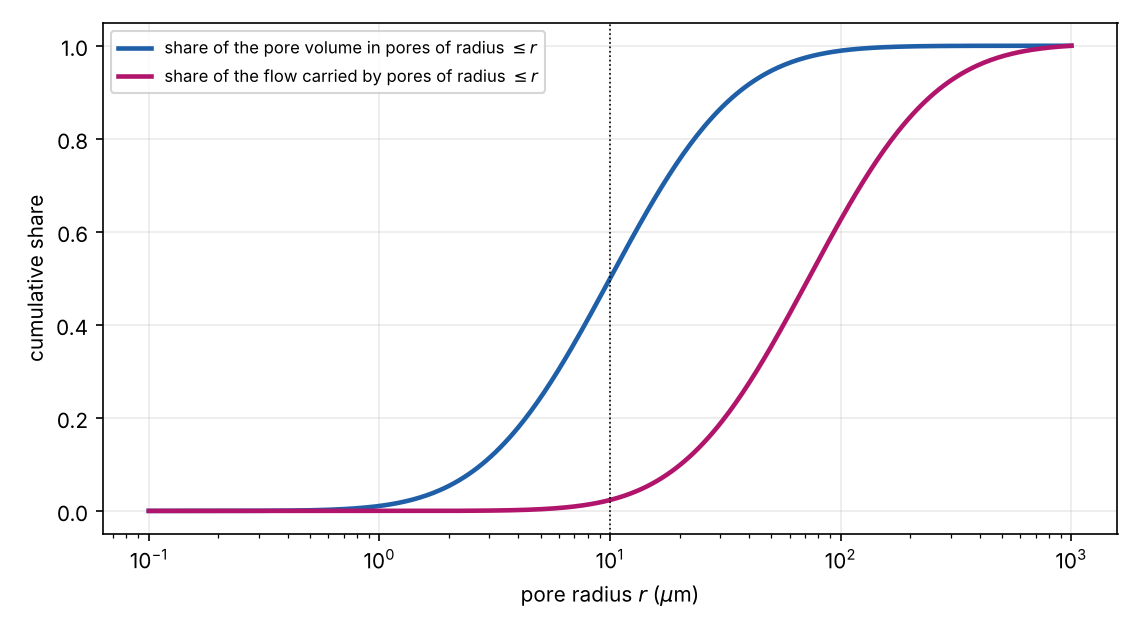 share of the pore volume in pores of radius ≤ r
share of the flow carried by pores of radius ≤ r
1.0
0.8
0.6
0.4
0.2
0.0
cumulative share
10⁻¹
10⁰
10¹
10²
10³
pore radius r (μm)